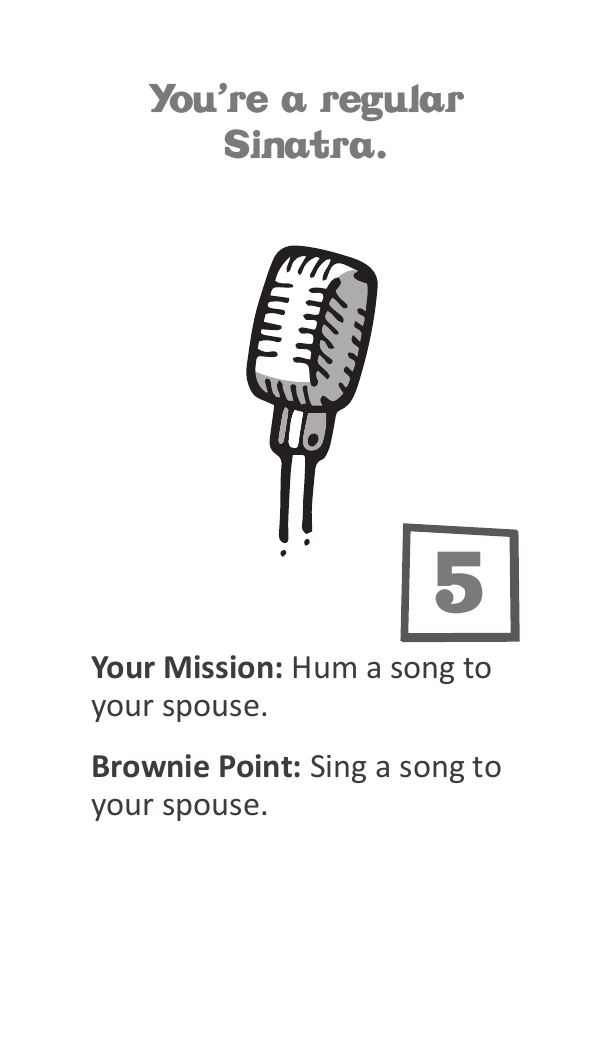 You’re a regular
Sinatra.
5
Your Mission: Hum a song to
your spouse.
Brownie Point: Sing a song to
your spouse.